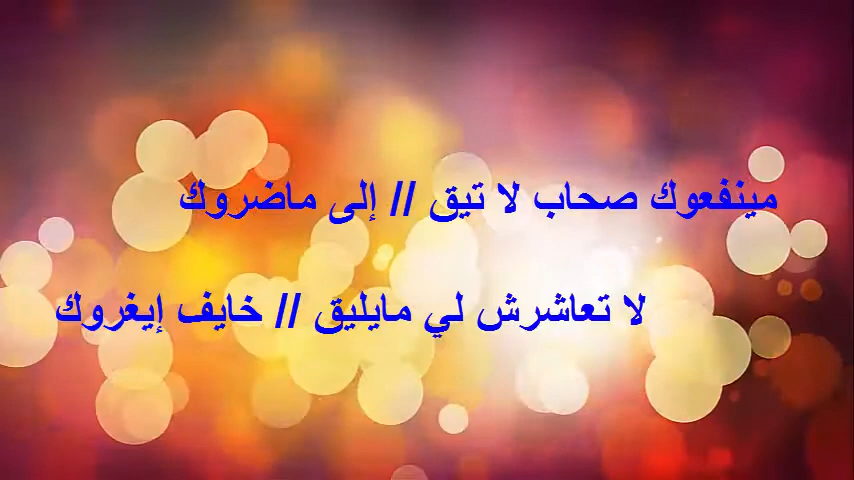 مينفعوك صحاب لا تيق // إلى ماضروك
لا تعاشرش لي مايليق // خايف إيغروك